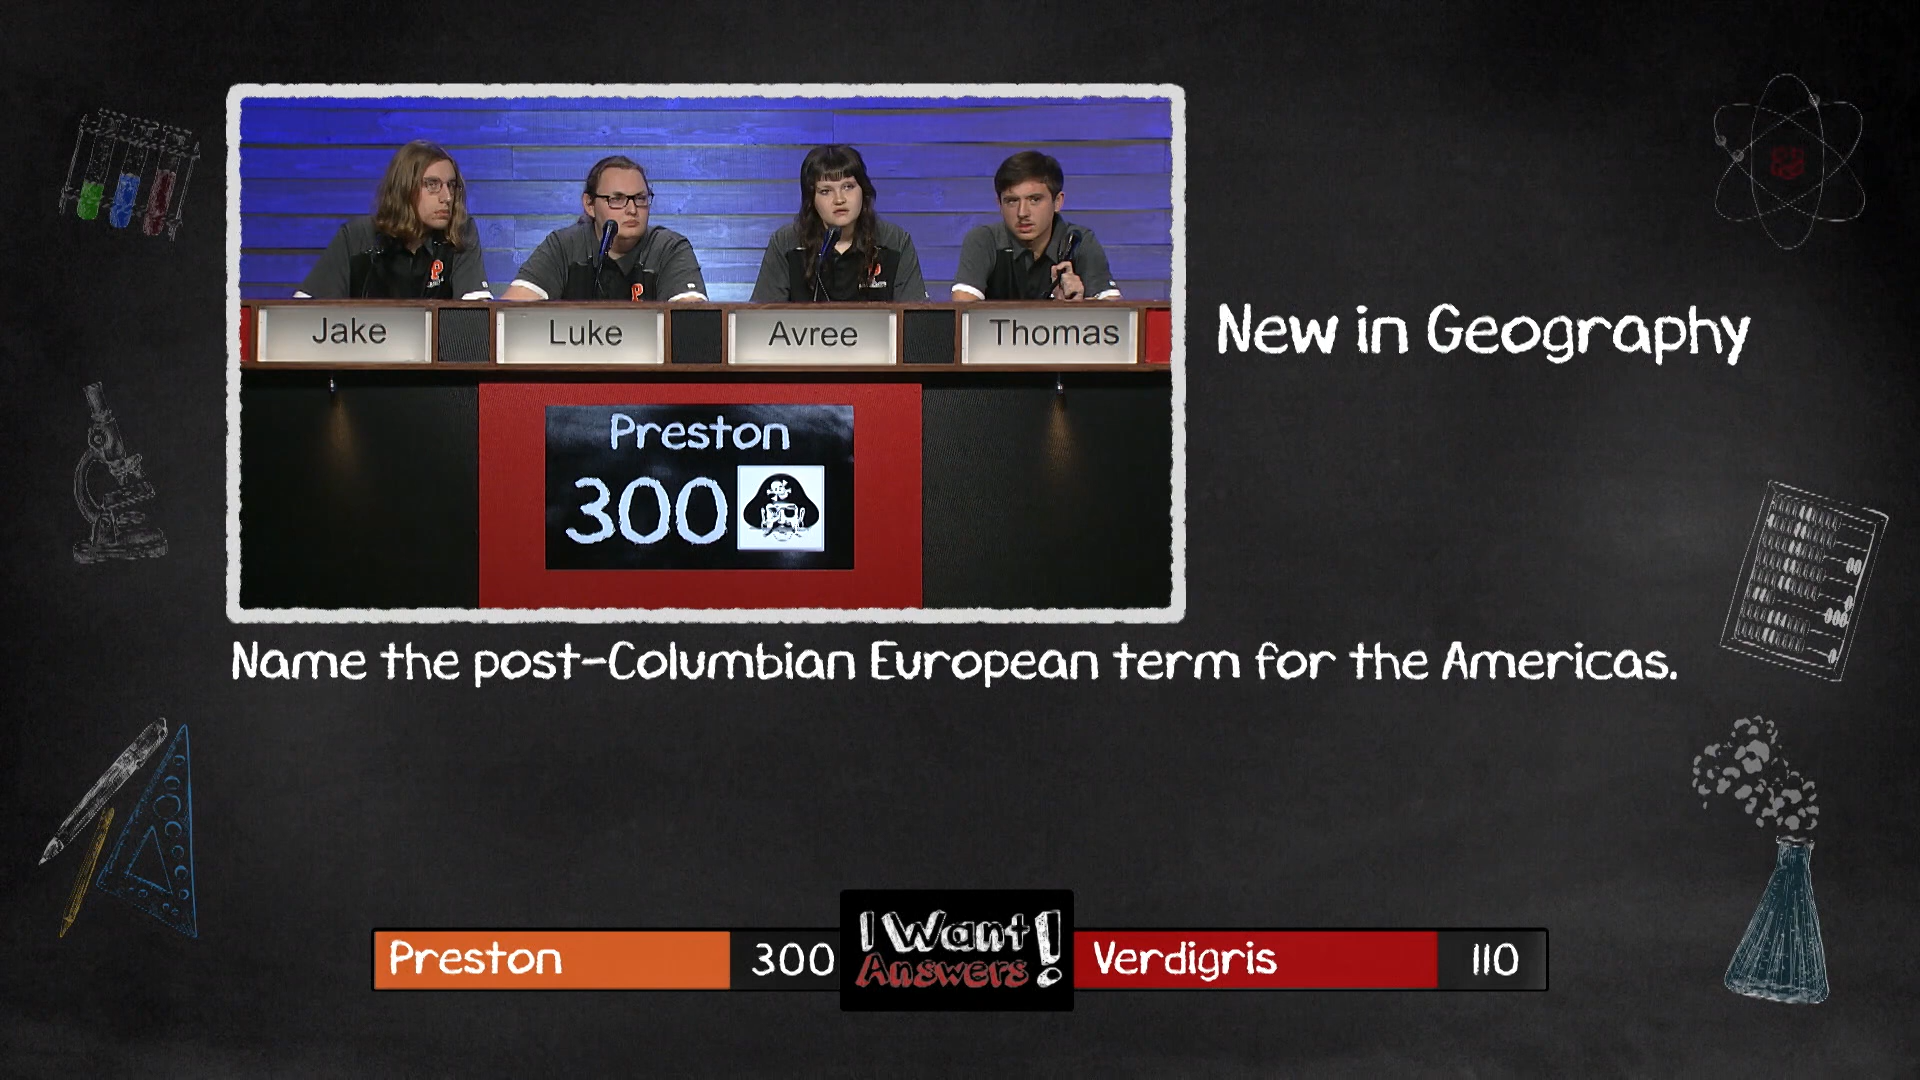 Jake
Luke
Avree
Thomas
Preston
300
New in Geography
Name the post-Columbian European term for the Americas.
Preston
300
I Want
Answers!
Verdigris
110